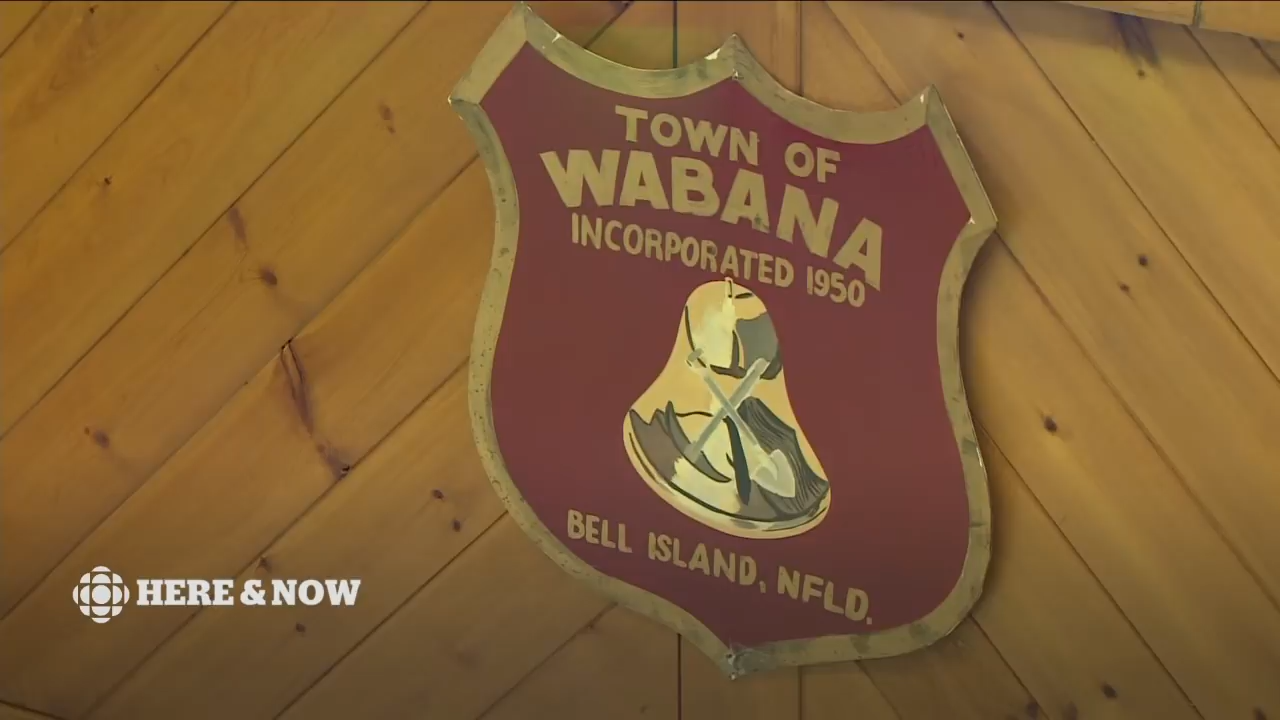 TOWN OF
WABANA
INCORPORATED 1950
BELL ISLAND, NFLD.
HERE & NOW